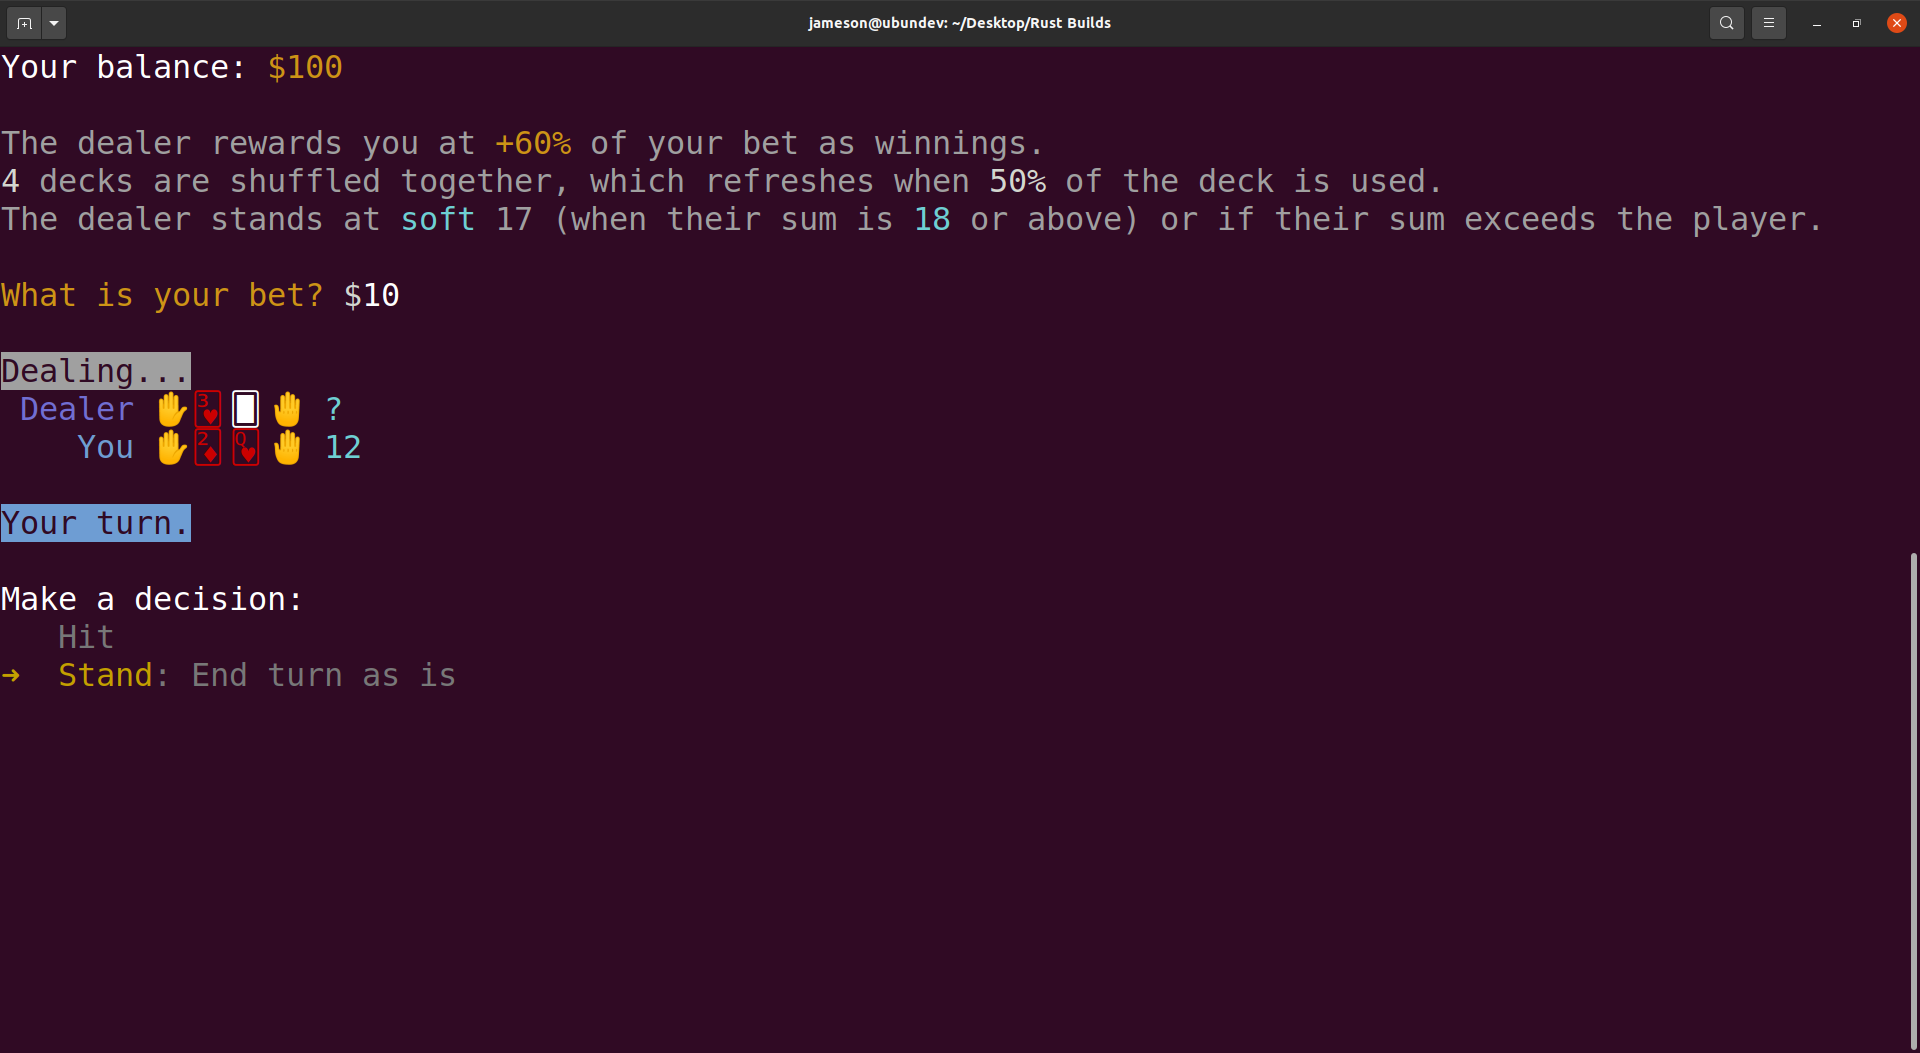 jameson@ubundev: ~/Desktop/Rust Builds
Your balance: $100
The dealer rewards you at +60% of your bet as winnings.
4 decks are shuffled together, which refreshes when 50% of the deck is used.
The dealer stands at soft 17 (when their sum is 18 or above) or if their sum exceeds the player.
What is your bet? $10
Dealing...
Dealer ✋🂳 🂠 🤚 ?
You ✋🃂 🂽 🤚 12
Your turn.
Make a decision:
Hit
➜ Stand: End turn as is